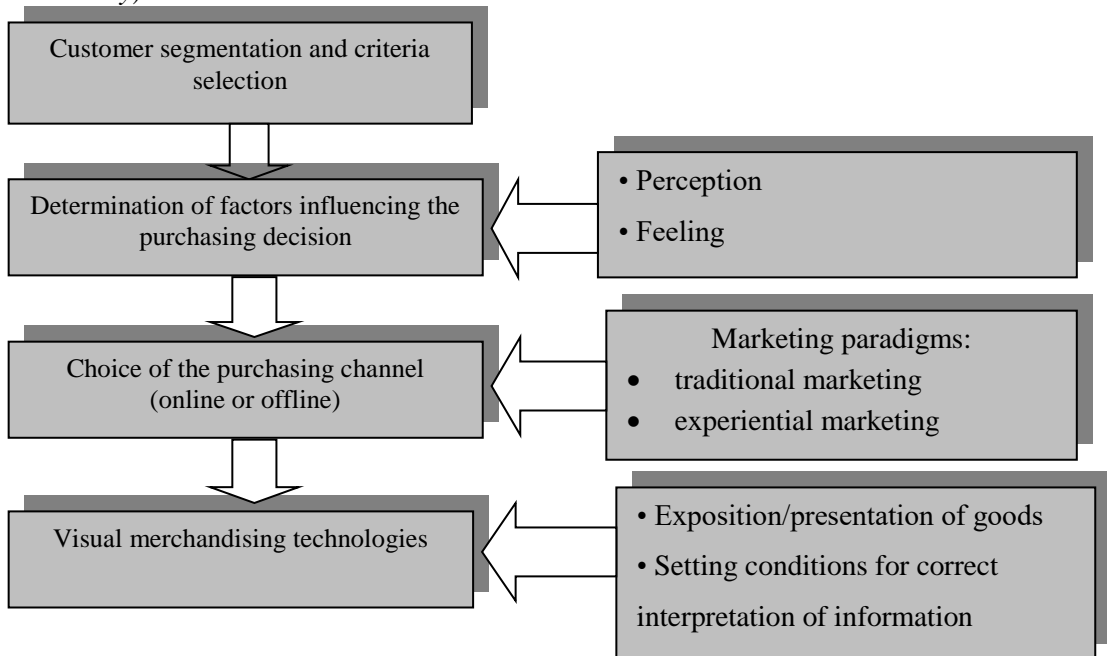 Customer segmentation and criteria
selection
Determination of factors influencing the
purchasing decision
• Perception
• Feeling
Choice of the purchasing channel
(online or offline)
Marketing paradigms:
• traditional marketing
• experiential marketing
Visual merchandising technologies
• Exposition/presentation of goods
• Setting conditions for correct
interpretation of information